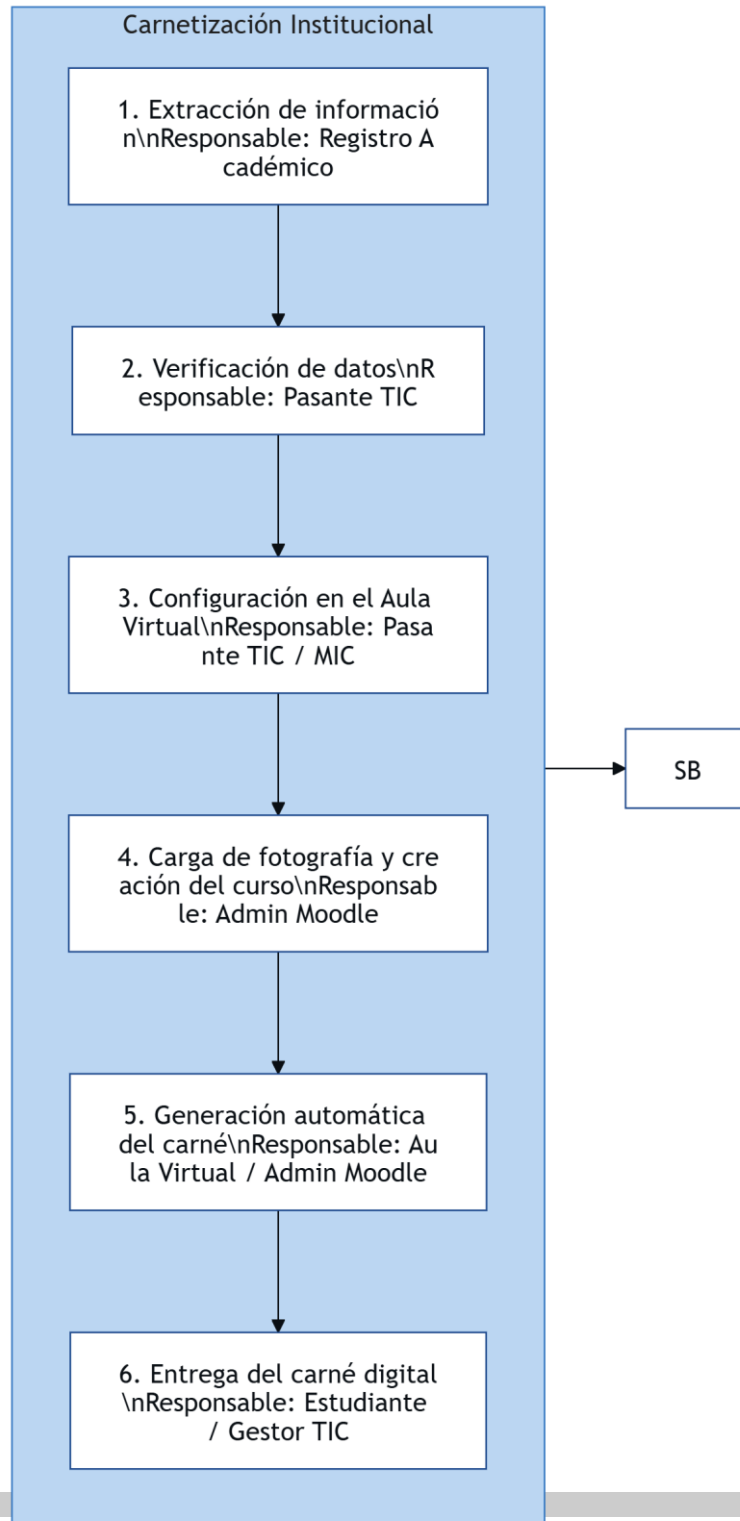 Carnetización Institucional
1. Extracción de informació
n\nResponsable: Registro A
cadémico
2. Verificación de datos\nR
esponsable: Pasante TIC
3. Configuración en el Aula
Virtual\nResponsable: Pasa
nte TIC / MIC
SB
4. Carga de fotografía y cre
ación del curso\nResponsab
le: Admin Moodle
5. Generación automática
del carné\nResponsable: Au
la Virtual / Admin Moodle
6. Entrega del carné digital
\nResponsable: Estudiante
/ Gestor TIC